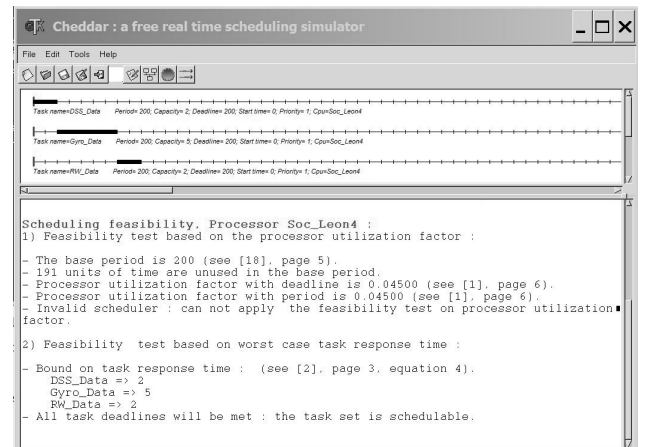 Cheddar : a free real time scheduling simulator
File Edit Tools Help
Task name=DSS_Data Period= 200; Capacity= 2; Deadline= 200; Start time= 0; Priority= 1; Cpu=Soc_Leon4
Task name=Gyro_Data Period= 200; Capacity= 5; Deadline= 200; Start time= 0; Priority= 1; Cpu=Soc_Leon4
Task name=RW_Data Period= 200; Capacity= 2; Deadline= 200; Start time= 0; Priority= 1; Cpu=Soc_Leon4
Scheduling feasibility, Processor Soc_Leon4 :
1) Feasibility test based on the processor utilization factor :
- The base period is 200 (see [18], page 5).
- 191 units of time are unused in the base period.
- Processor utilization factor with deadline is 0.04500 (see [1], page 6).
- Processor utilization factor with period is 0.04500 (see [1], page 6).
- Invalid scheduler : can not apply the feasibility test on processor utilization
factor.
2) Feasibility test based on worst case task response time :
- Bound on task response time : (see [2], page 3, equation 4).
DSS_Data => 2
Gyro_Data => 5
RW_Data => 2
- All task deadlines will be met : the task set is schedulable.